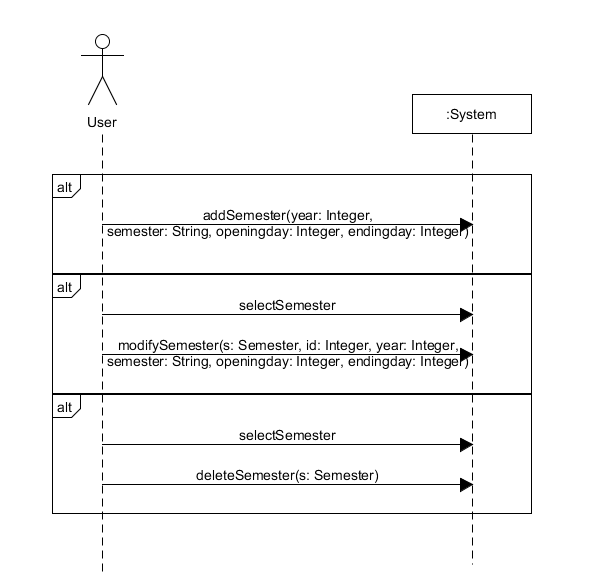 User
:System
alt
addSemester(year: Integer,
semester: String, openingday: Integer, endingday: Integer)
alt
selectSemester
modifySemester(s: Semester, id: Integer, year: Integer,
semester: String, openingday: Integer, endingday: Integer)
alt
selectSemester
deleteSemester(s: Semester)